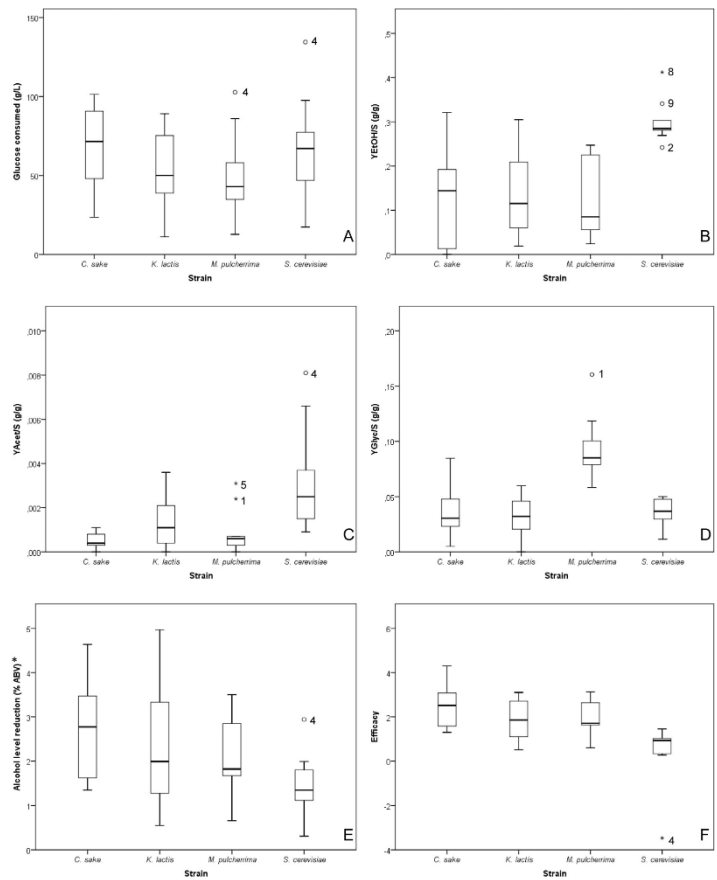 150
100
50
0
Glucose consumed (g/L)
4
4
A
C. sake K. lactis M. pulcherrima S. cerevisiae
Strain
,5
,4
,3
,2
,1
,0
YEtOH/S (g/g)
* 8
9
2
B
C. sake K. lactis M. pulcherrima S. cerevisiae
Strain
,010
,008
,006
,004
,002
,000
YAcet/S (g/g)
4
* 5
* 1
C
C. sake K. lactis M. pulcherrima S. cerevisiae
Strain
,20
,15
,10
,05
,00
YGlyc/S (g/g)
1
D
C. sake K. lactis M. pulcherrima S. cerevisiae
Strain
5
4
3
2
1
0
Alcohol level reduction (% ABV) *
4
E
C. sake K. lactis M. pulcherrima S. cerevisiae
Strain
6
4
2
0
-2
-4
Efficacy
* 4
F
C. sake K. lactis M. pulcherrima S. cerevisiae
Strain